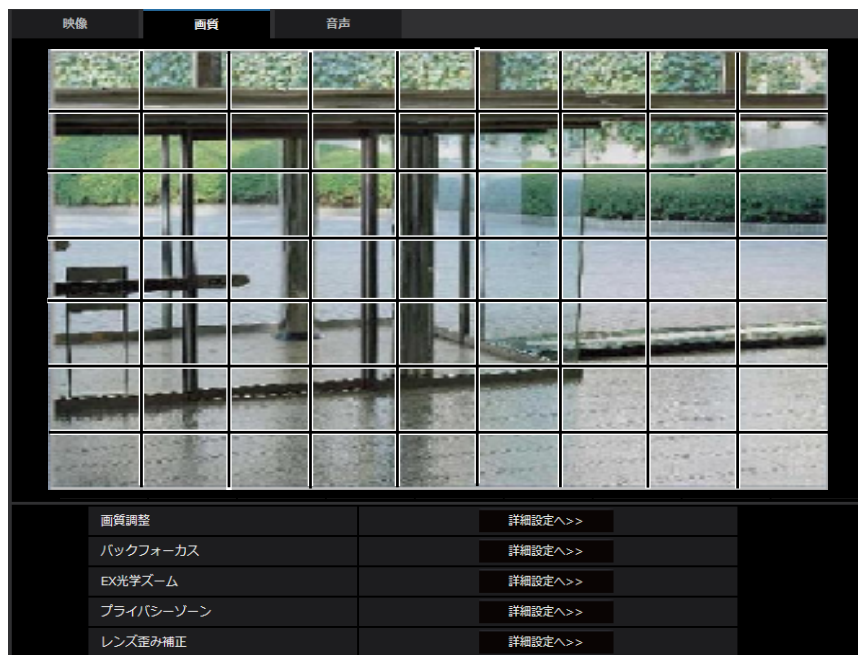 映像 画質 音声
画質調整 詳細設定へ>>
バックフォーカス 詳細設定へ>>
EX光学ズーム 詳細設定へ>>
プライバシーゾーン 詳細設定へ>>
レンズ歪み補正 詳細設定へ>>